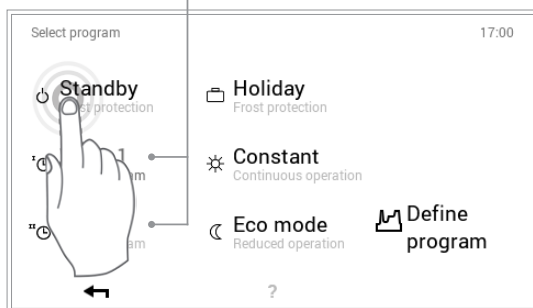 Select program
17:00
Standby
Holiday
Frost protection
Constant
Continuous operation
Eco mode
Reduced operation
Define
program
?